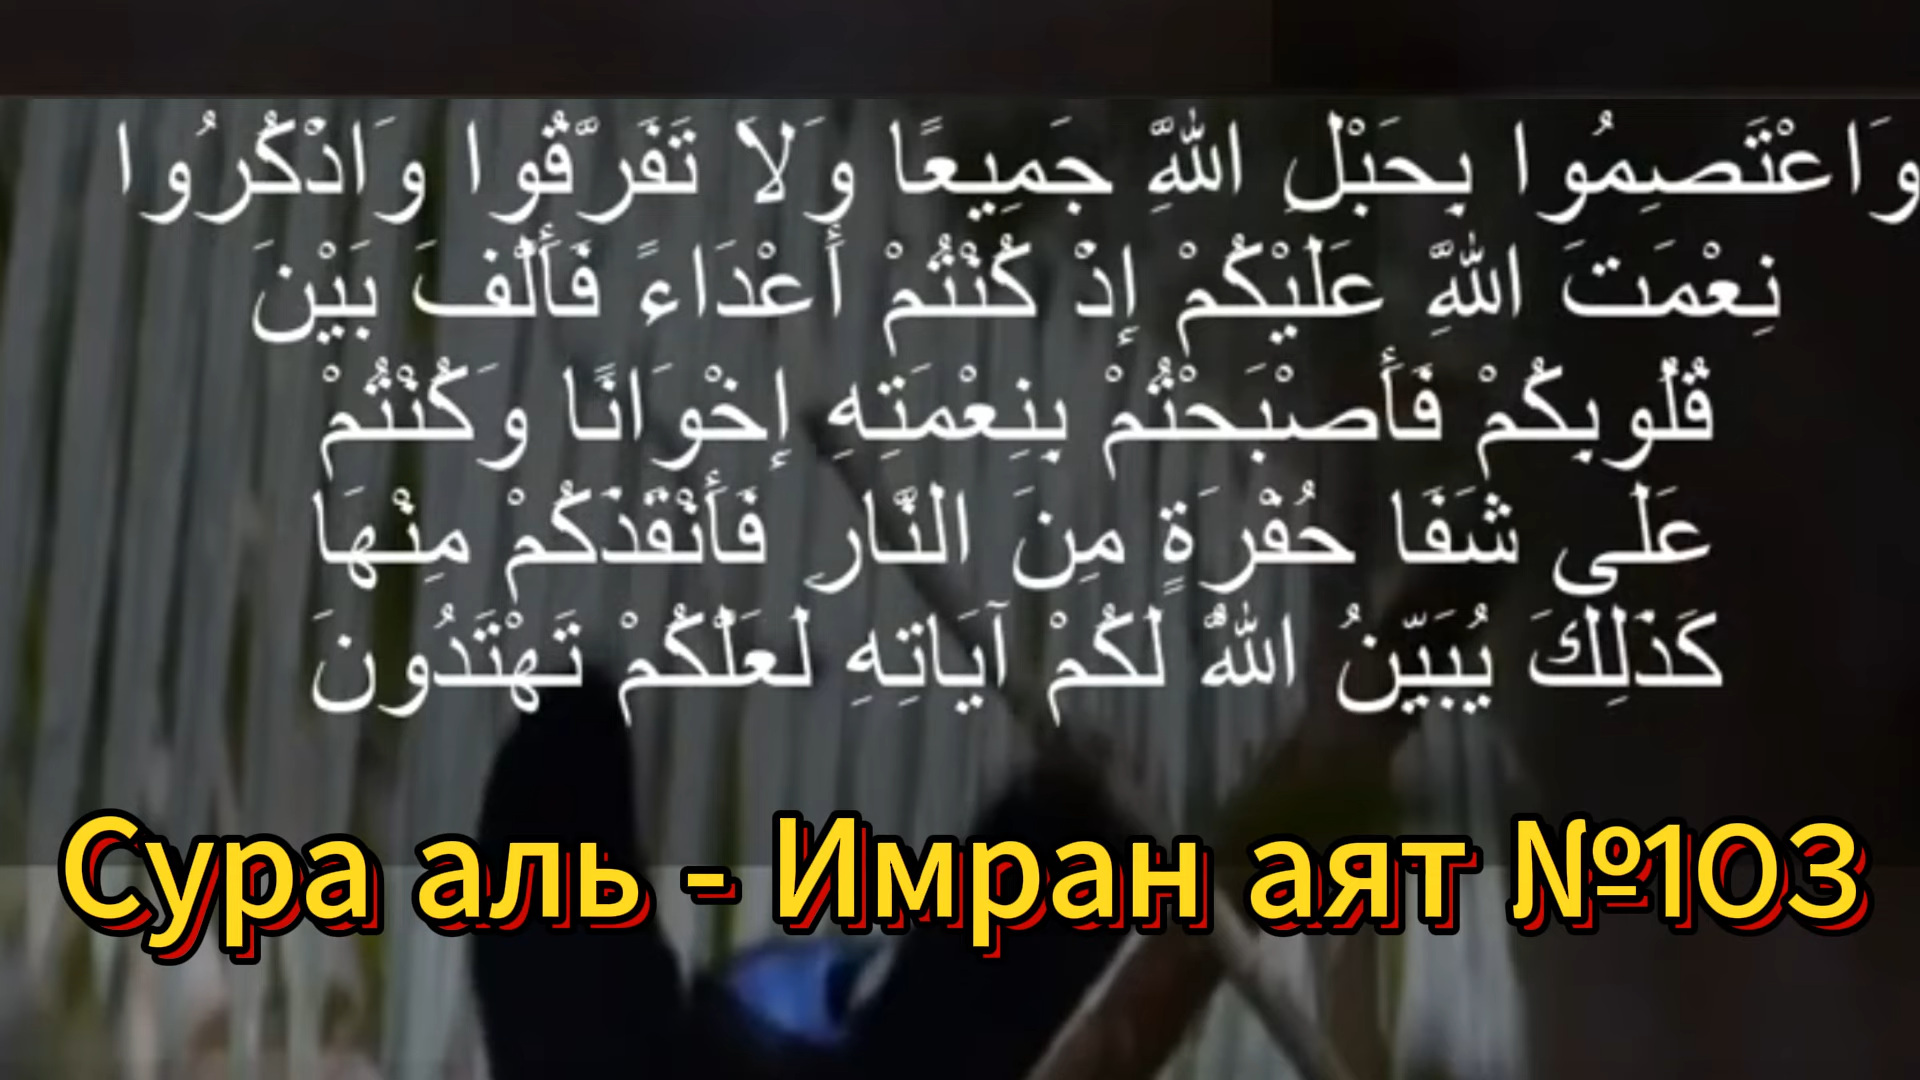 وَاعْتَصِمُوا بِحَبْلِ اللَّهِ جَمِيعًا وَلَا تَفَرَّقُوا وَاذْكُرُوا
نِعْمَتَ اللَّهِ عَلَيْكُمْ إِذْ كُنْتُمْ أَعْدَاءً فَأَلَّفَ بَيْنَ
قُلُوبِكُمْ فَأَصْبَحْتُمْ بِنِعْمَتِهِ إِخْوَانًا وَكُنْتُمْ
عَلَى شَفَا حُفْرَةٍ مِنَ النَّارِ فَأَنْقَذَكُمْ مِنْهَا
كَذَلِكَ يُبَيِّنُ اللَّهُ لَكُمْ آيَاتِهِ لَعَلَّكُمْ تَهْتَدُونَ
Сура аль - Имран аят №103